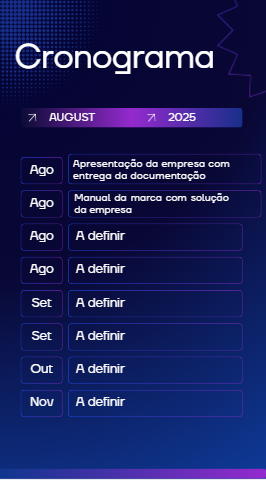 Cronograma
AUGUST 2025
Ago Apresentação da empresa com
entrega da documentação
Ago Manual da marca com solução
da empresa
Ago A definir
Ago A definir
Set A definir
Set A definir
Out A definir
Nov A definir